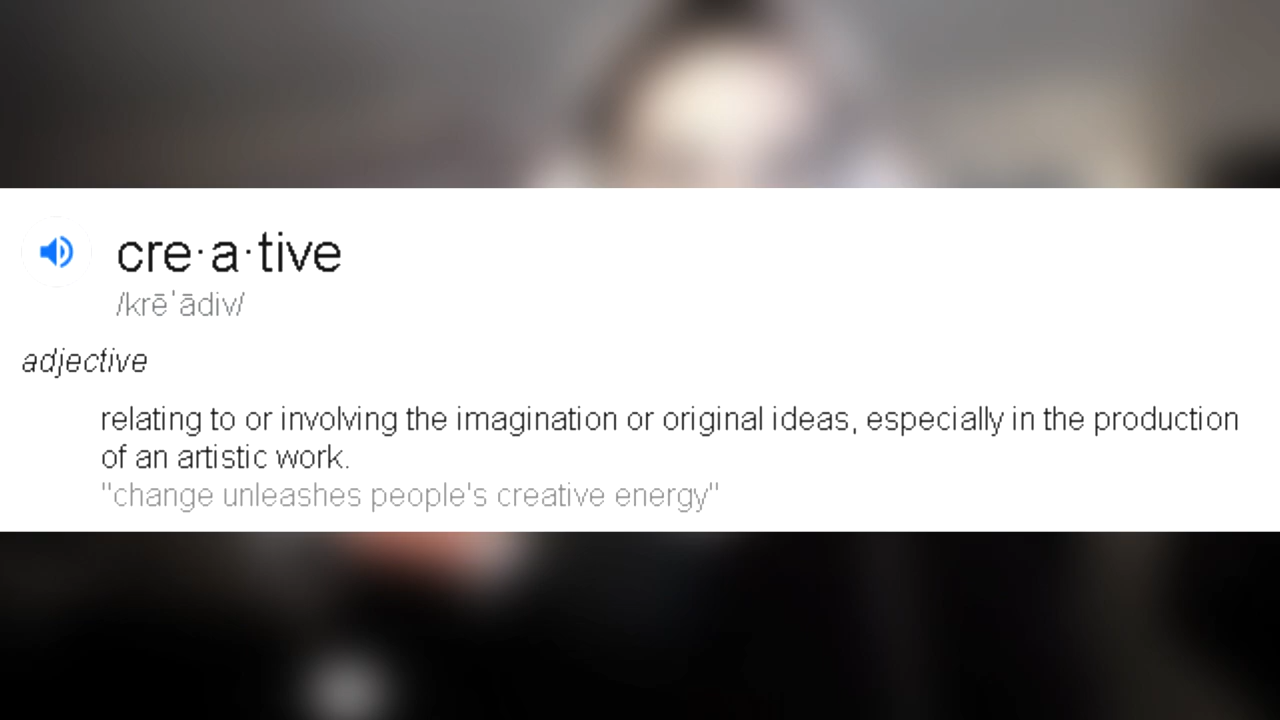 cre·a·tive
/krēˈādiv/
adjective
relating to or involving the imagination or original ideas, especially in the production
of an artistic work.
"change unleashes people's creative energy"